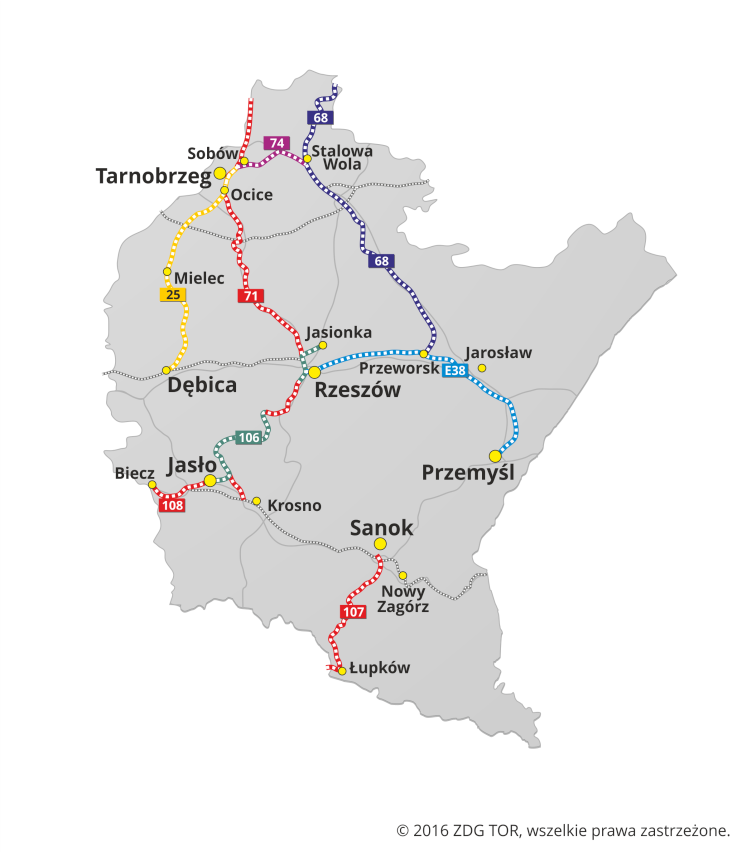 68
74
Sobów
Stalowa
Wola
Tarnobrzeg
Ocice
68
Mielec
25
71
Jasionka
Jarosław
Przeworsk
E38
Dębica
Rzeszów
106
Jasło
Biecz
Przemyśl
108
Krosno
Sanok
Nowy
Zagórz
107
Łupków
© 2016 ZDG TOR, wszelkie prawa zastrzeżone.